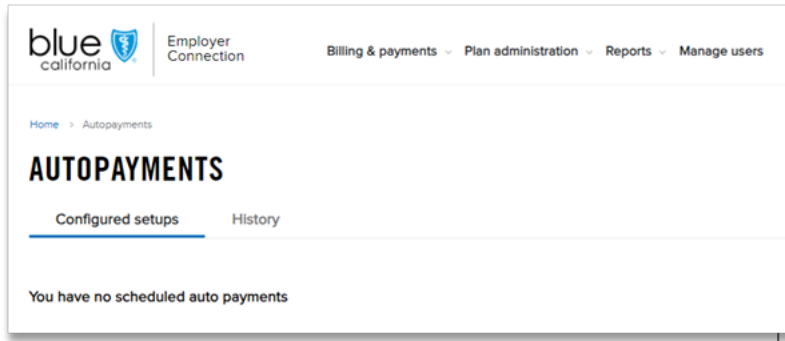 blue
california
Employer
Connection
Billing & payments Plan administration Reports Manage users
Home > Autopayments
AUTOPAYMENTS
Configured setups History
You have no scheduled auto payments